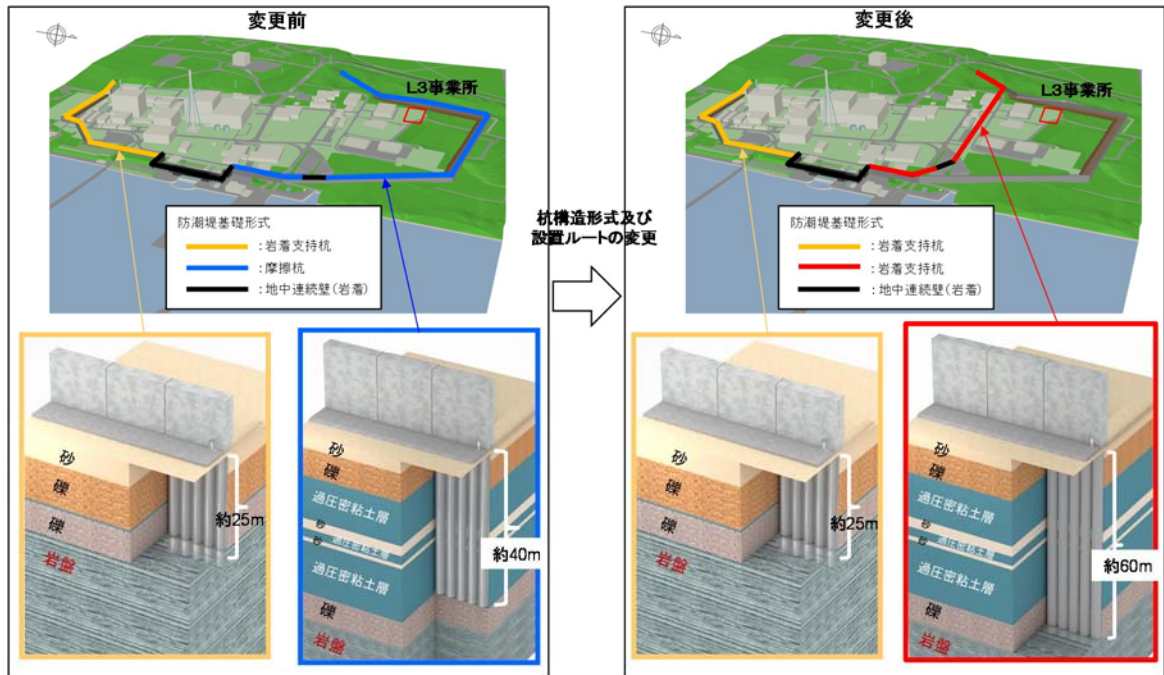 変更前
L3事業所
防潮堤基礎形式
：岩着支持杭
：摩擦杭
：地中連続壁（岩着）
砂
礫
礫
岩盤
約25m
砂
礫
過圧密粘土層
砂
過圧密粘土層
砂
過圧密粘土層
礫
岩盤
約40m
杭構造形式及び
設置ルートの変更
変更後
L3事業所
防潮堤基礎形式
：岩着支持杭
：岩着支持杭
：地中連続壁（岩着）
砂
礫
礫
岩盤
約25m
砂
礫
過圧密粘土層
砂
過圧密粘土層
砂
過圧密粘土層
礫
岩盤
約60m